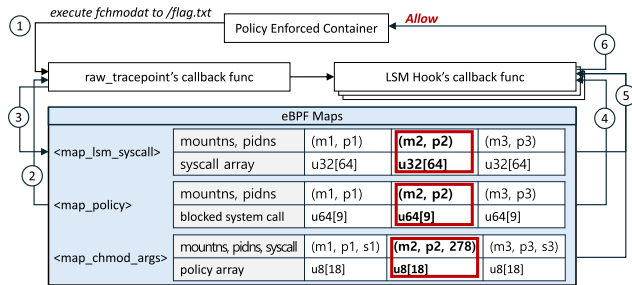 ① execute fchmodat to /flag.txt
Policy Enforced Container
Allow
⑥
raw_tracepoint's callback func
LSM Hook's callback func
③
④
⑤
②
eBPF Maps
<map_lsm_syscall>
mountns, pidns (m1, p1) (m2, p2) (m3, p3)
syscall array u32[64] u32[64] u32[64]
<map_policy>
mountns, pidns (m1, p1) (m2, p2) (m3, p3)
blocked system call u64[9] u64[9] u64[9]
<map_chmod_args>
mountns, pidns, syscall (m1, p1, s1) (m2, p2, 278) (m3, p3, s3)
policy array u8[18] u8[18] u8[18]